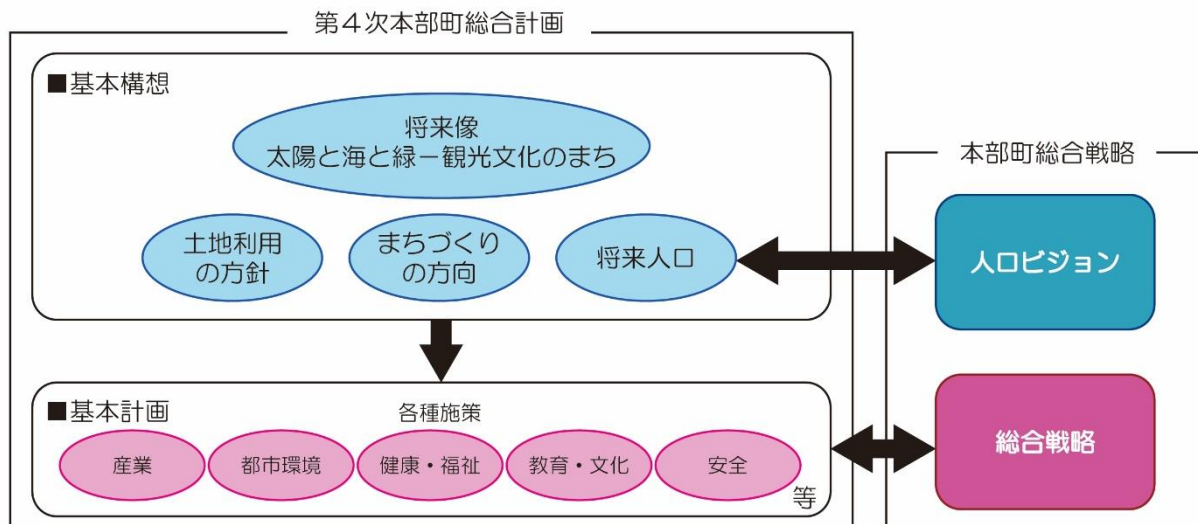 第4次本部町総合計画
■基本構想
将来像
太陽と海と緑－観光文化のまち
土地利用
の方針
まちづくり
の方向
将来人口
■基本計画
各種施策
産業
都市環境
健康・福祉
教育・文化
安全
等
本部町総合戦略
人口ビジョン
総合戦略